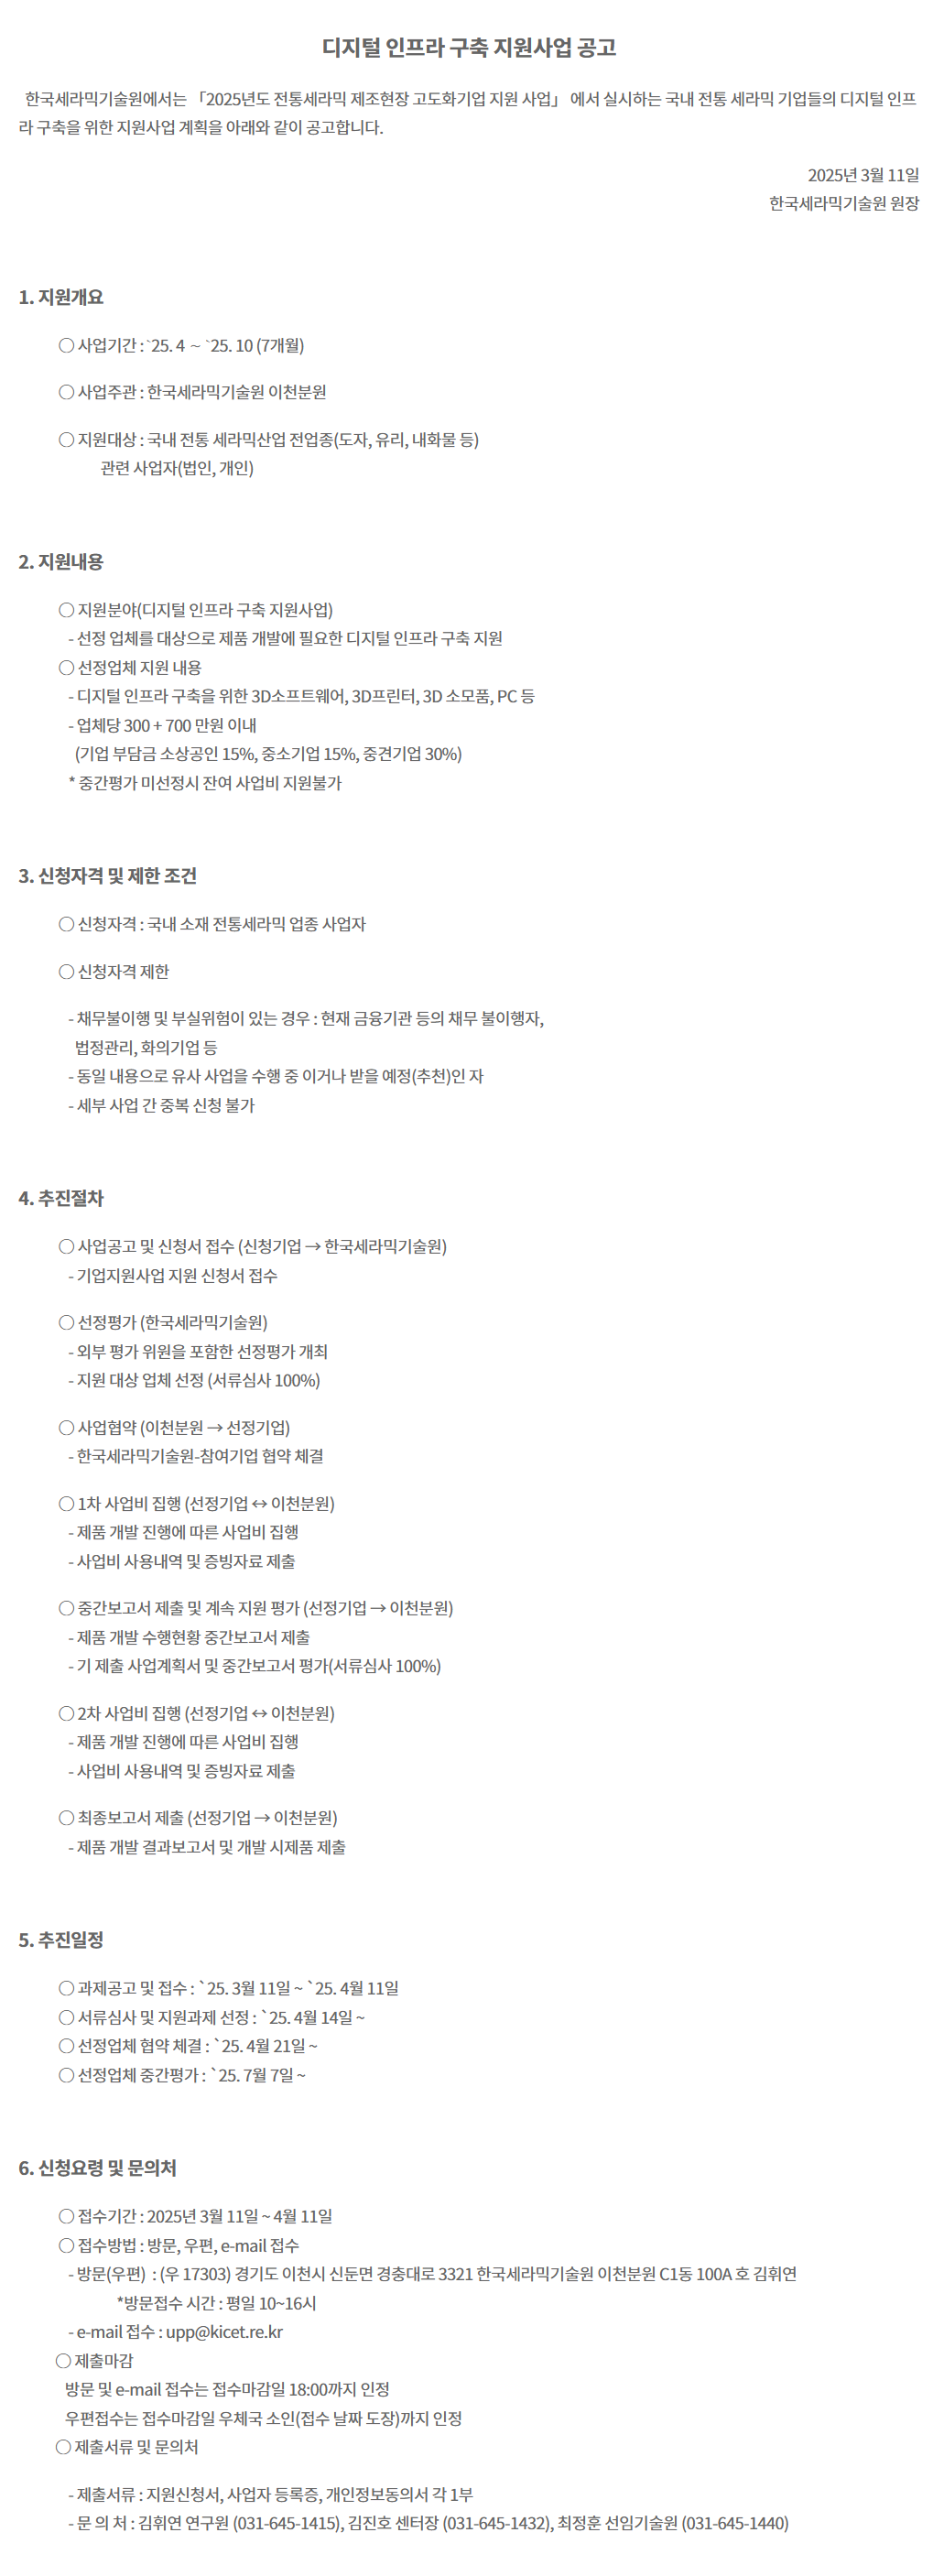 디지털 인프라 구축 지원사업 공고
한국세라믹기술원에서는 「2025년도 전통세라믹 제조현장 고도화기업 지원 사업」 에서 실시하는 국내 전통 세라믹 기업들의 디지털 인프
라 구축을 위한 지원사업 계획을 아래와 같이 공고합니다.
2025년 3월 11일
한국세라믹기술원 원장
1. 지원개요
○ 사업기간 : `25. 4 ~ `25. 10 (7개월)
○ 사업주관 : 한국세라믹기술원 이천분원
○ 지원대상 : 국내 전통 세라믹산업 전업종(도자, 유리, 내화물 등)
관련 사업자(법인, 개인)
2. 지원내용
○ 지원분야(디지털 인프라 구축 지원사업)
- 선정 업체를 대상으로 제품 개발에 필요한 디지털 인프라 구축 지원
○ 선정업체 지원 내용
- 디지털 인프라 구축을 위한 3D소프트웨어, 3D프린터, 3D 소모품, PC 등
- 업체당 300 + 700 만원 이내
(기업 부담금 소상공인 15%, 중소기업 15%, 중견기업 30%)
* 중간평가 미선정시 잔여 사업비 지원불가
3. 신청자격 및 제한 조건
○ 신청자격 : 국내 소재 전통세라믹 업종 사업자
○ 신청자격 제한
- 채무불이행 및 부실위험이 있는 경우 : 현재 금융기관 등의 채무 불이행자,
법정관리, 화의기업 등
- 동일 내용으로 유사 사업을 수행 중 이거나 받을 예정(추천)인 자
- 세부 사업 간 중복 신청 불가
4. 추진절차
○ 사업공고 및 신청서 접수 (신청기업 → 한국세라믹기술원)
- 기업지원사업 지원 신청서 접수
○ 선정평가 (한국세라믹기술원)
- 외부 평가 위원을 포함한 선정평가 개최
- 지원 대상 업체 선정 (서류심사 100%)
○ 사업협약 (이천분원 → 선정기업)
- 한국세라믹기술원-참여기업 협약 체결
○ 1차 사업비 집행 (선정기업 ↔ 이천분원)
- 제품 개발 진행에 따른 사업비 집행
- 사업비 사용내역 및 증빙자료 제출
○ 중간보고서 제출 및 계속 지원 평가 (선정기업 → 이천분원)
- 제품 개발 수행현황 중간보고서 제출
- 기 제출 사업계획서 및 중간보고서 평가(서류심사 100%)
○ 2차 사업비 집행 (선정기업 ↔ 이천분원)
- 제품 개발 진행에 따른 사업비 집행
- 사업비 사용내역 및 증빙자료 제출
○ 최종보고서 제출 (선정기업 → 이천분원)
- 제품 개발 결과보고서 및 개발 시제품 제출
5. 추진일정
○ 과제공고 및 접수 : `25. 3월 11일 ~ `25. 4월 11일
○ 서류심사 및 지원과제 선정 : `25. 4월 14일 ~
○ 선정업체 협약 체결 : `25. 4월 21일 ~
○ 선정업체 중간평가 : `25. 7월 7일 ~
6. 신청요령 및 문의처
○ 접수기간 : 2025년 3월 11일 ~ 4월 11일
○ 접수방법 : 방문, 우편, e-mail 접수
- 방문(우편) : (우 17303) 경기도 이천시 신둔면 경충대로 3321 한국세라믹기술원 이천분원 C1동 100A 호 김휘연
*방문접수 시간 : 평일 10~16시
- e-mail 접수 : upp@kicet.re.kr
○ 제출마감
방문 및 e-mail 접수는 접수마감일 18:00까지 인정
우편접수는 접수마감일 우체국 소인(접수 날짜 도장)까지 인정
○ 제출서류 및 문의처
- 제출서류 : 지원신청서, 사업자 등록증, 개인정보동의서 각 1부
- 문 의 처 : 김휘연 연구원 (031-645-1415), 김진호 센터장 (031-645-1432), 최정훈 선임기술원 (031-645-1440)